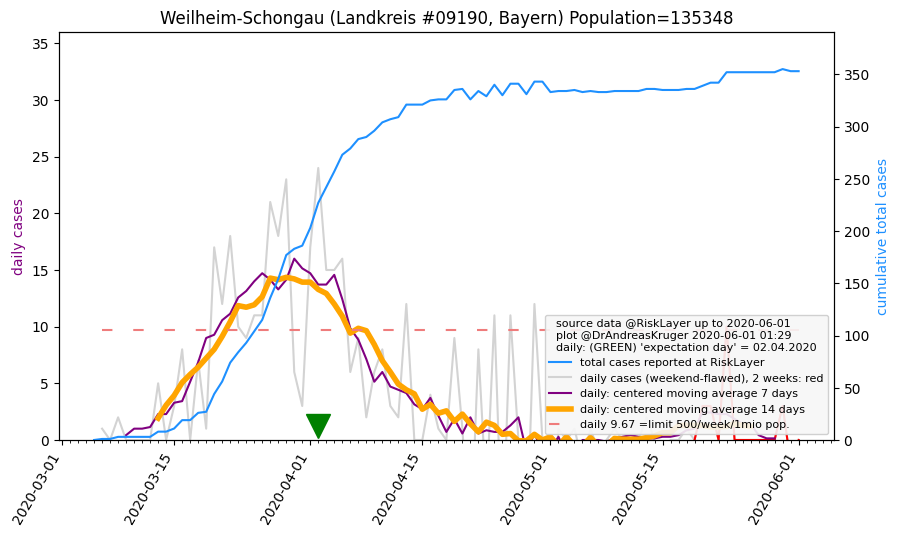 Weilheim-Schongau (Landkreis #09190, Bayern) Population=135348
35
30
25
20
15
10
5
0
daily cases
350
300
250
200
150
100
50
0
cumulative total cases
source data @RiskLayer up to 2020-06-01
plot @DrAndreasKruger 2020-06-01 01:29
daily: (GREEN) 'expectation day' = 02.04.2020
total cases reported at RiskLayer
daily cases (weekend-flawed), 2 weeks: red
daily: centered moving average 7 days
daily: centered moving average 14 days
daily 9.67 =limit 500/week/1mio pop.
2020-03-01
2020-03-15
2020-04-01
2020-04-15
2020-05-01
2020-05-15
2020-06-01